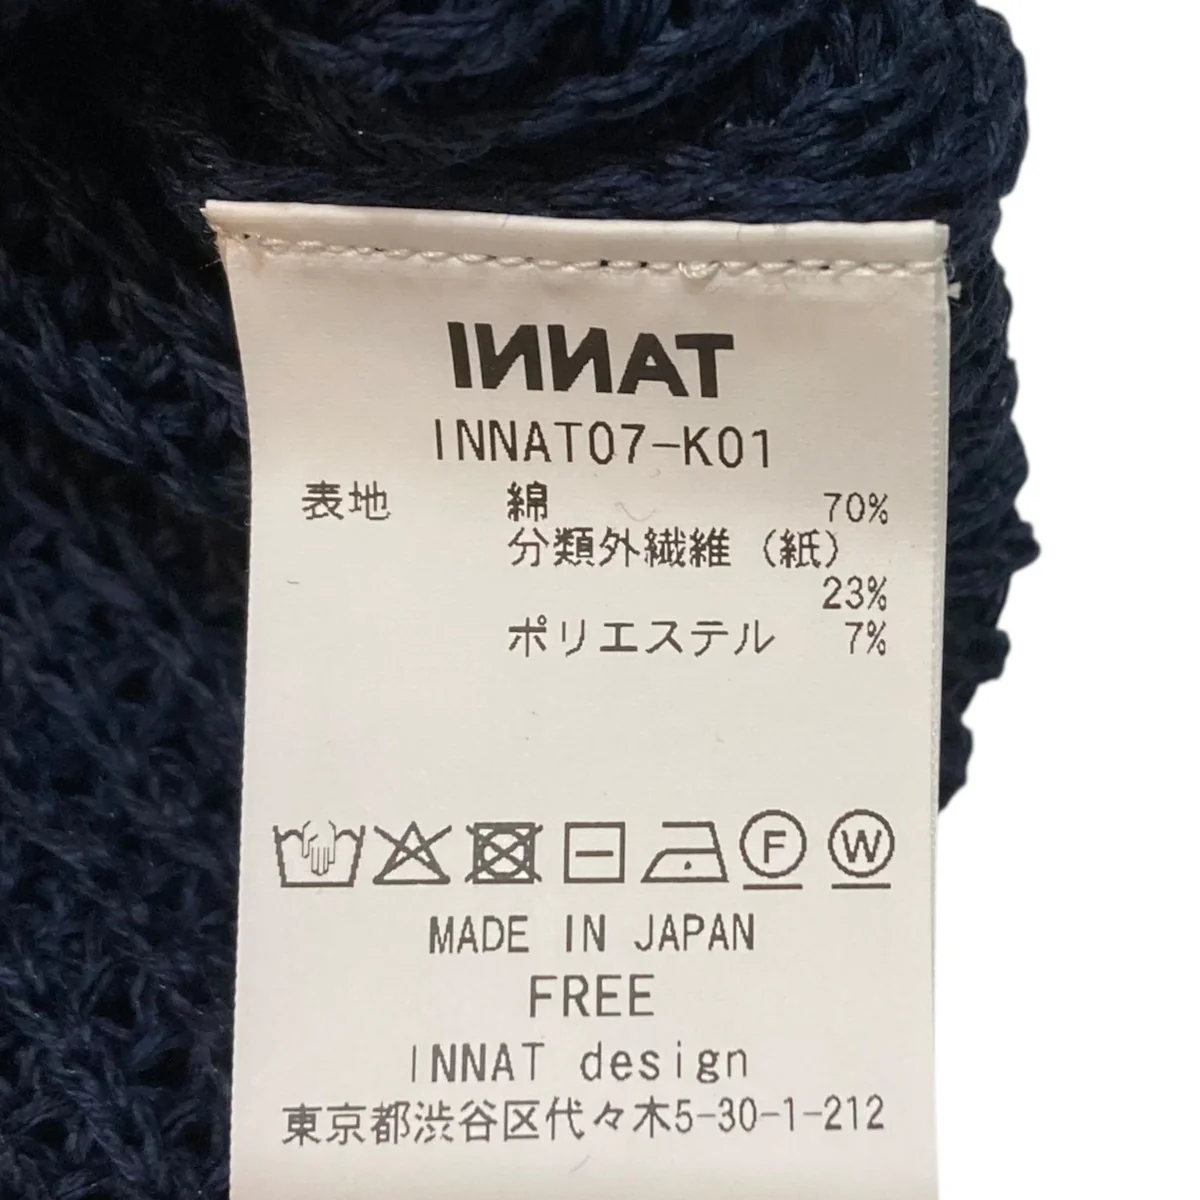 INNAT
INNAT07-K01
表地 綿 70%
分類外繊維 (紙)
23%
ポリエステル 7%
F W
MADE IN JAPAN
FREE
INNAT design
東京都渋谷区代々木5-30-1-212